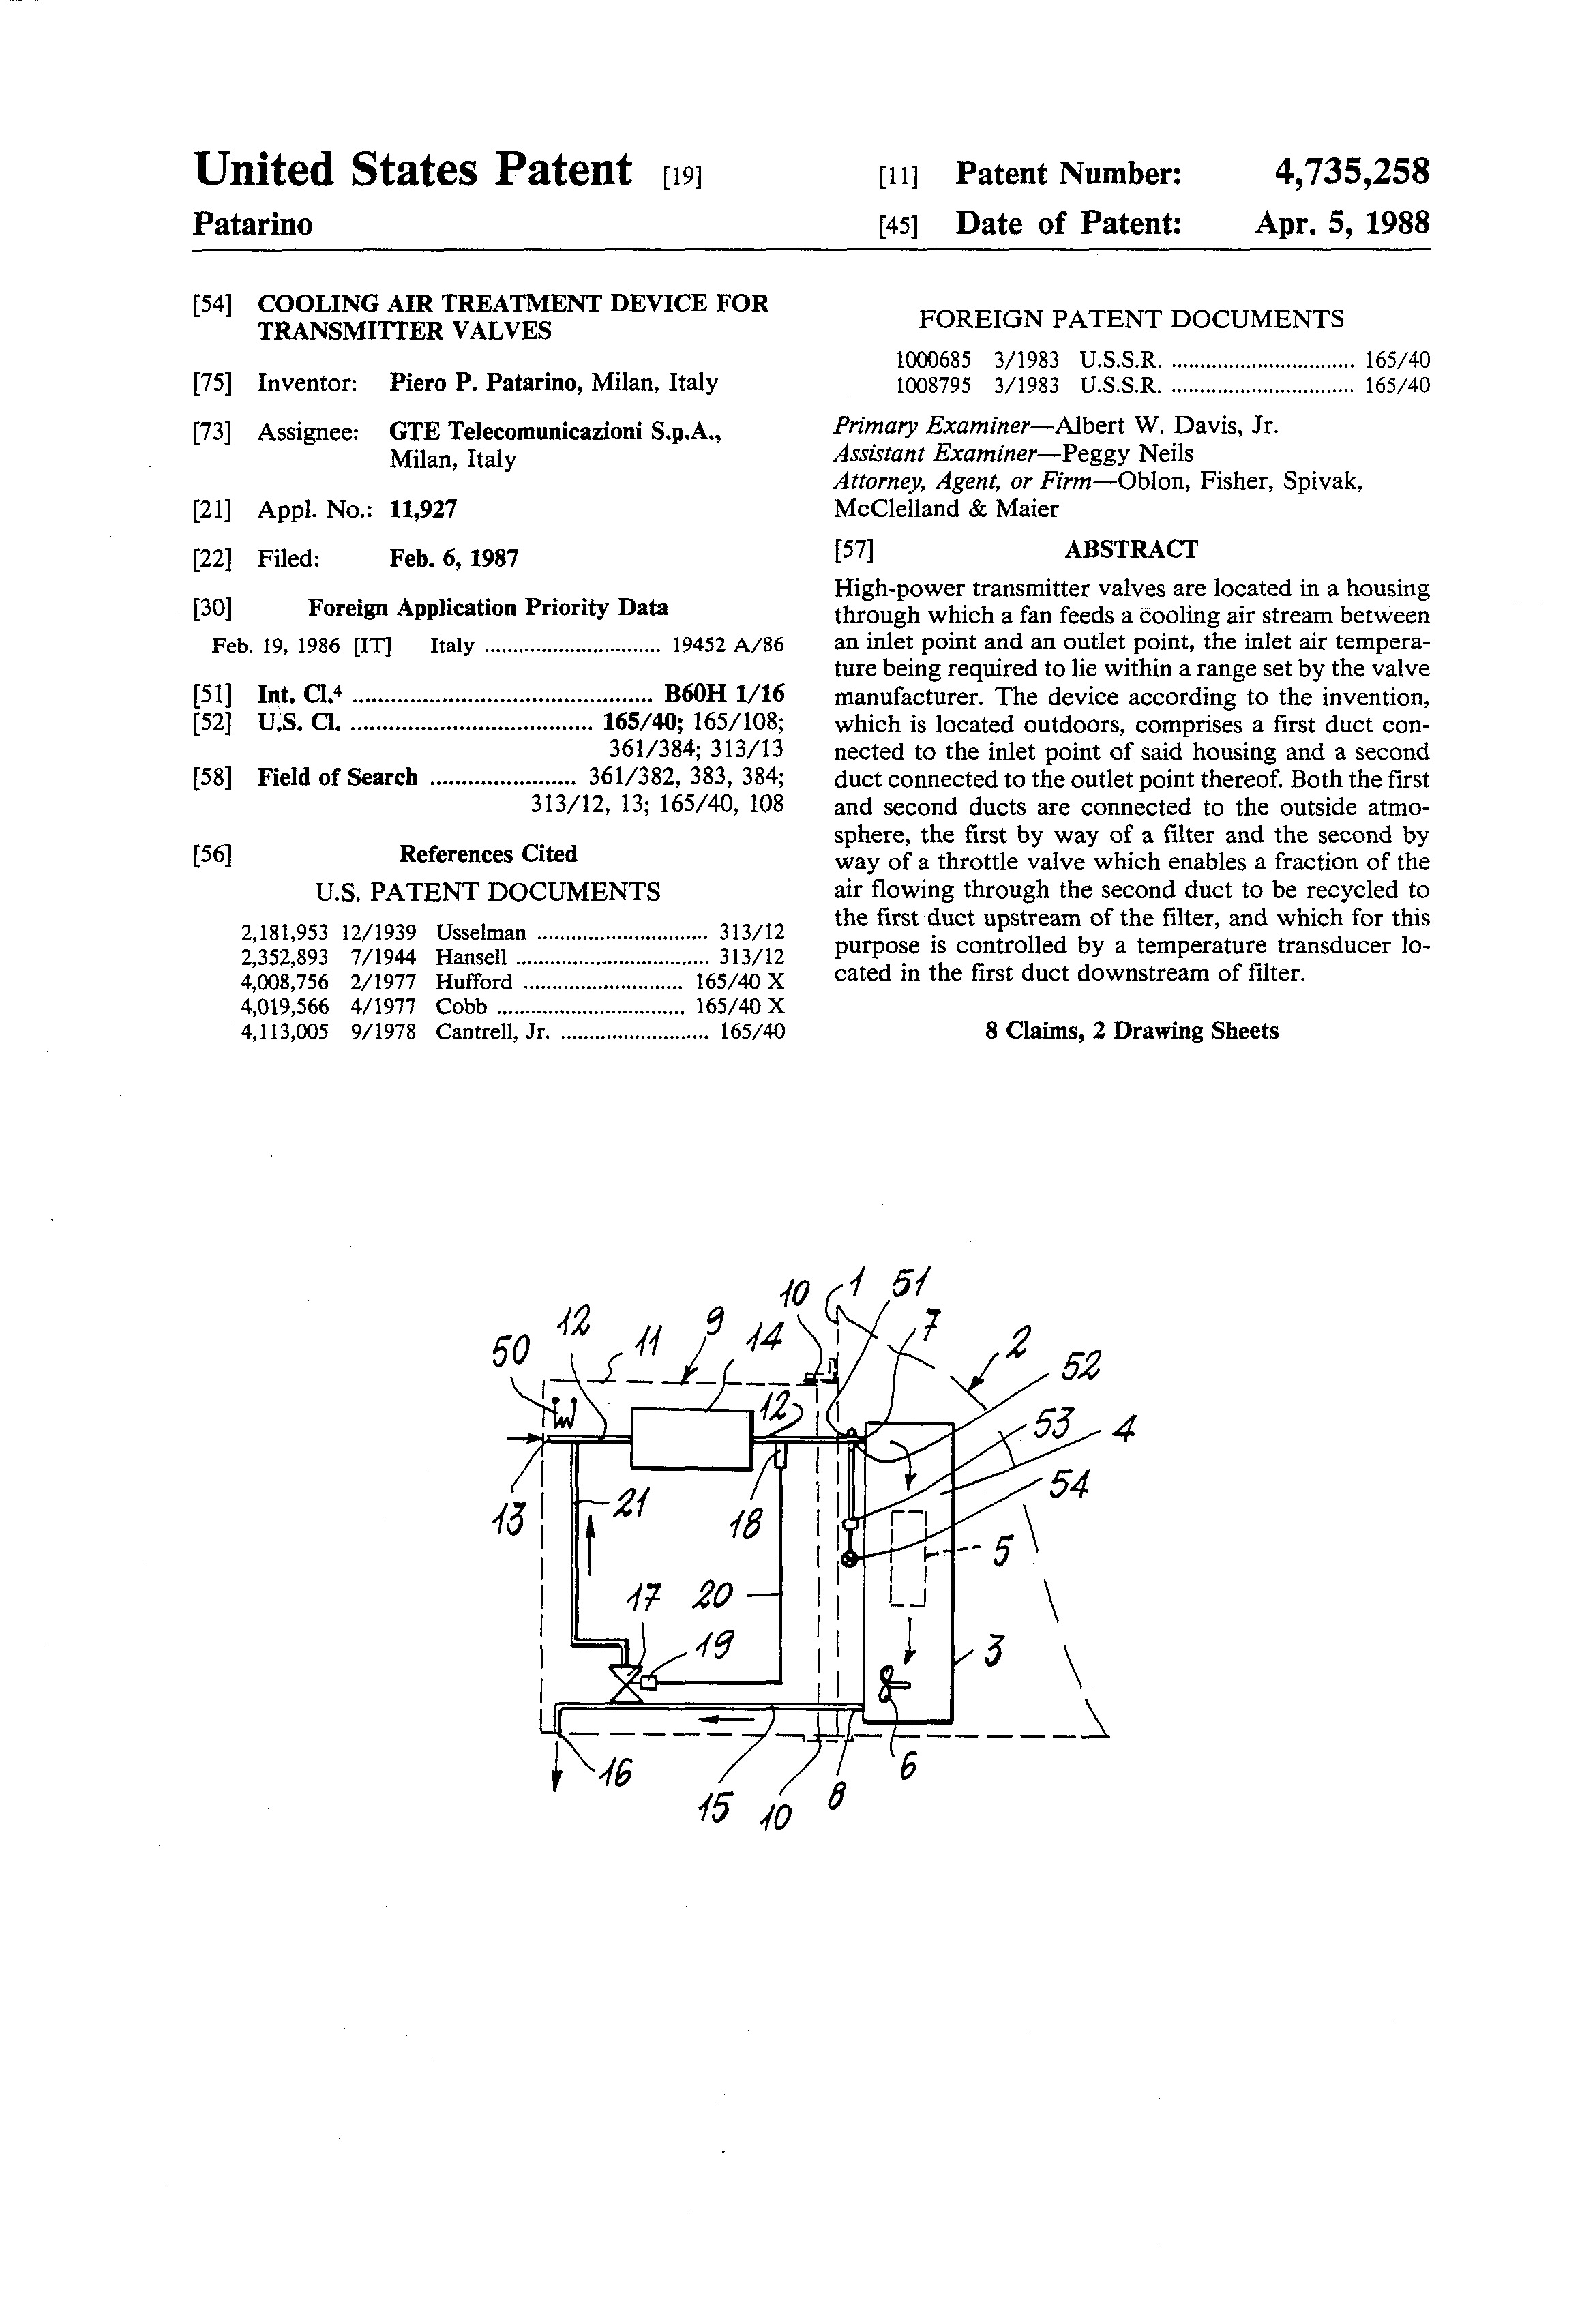 United States Patent [19]
Patarino
[11] Patent Number: 4,735,258
[45] Date of Patent: Apr. 5, 1988
[54] COOLING AIR TREATMENT DEVICE FOR
TRANSMITTER VALVES
[75] Inventor: Piero P. Patarino, Milan, Italy
[73] Assignee: GTE Telecomunicazioni S.p.A.,
Milan, Italy
[21] Appl. No.: 11,927
[22] Filed: Feb. 6, 1987
[30] Foreign Application Priority Data
Feb. 19, 1986 [IT] Italy ............................... 19452 A/86
[51] Int. Cl.⁴ .......................................... B60H 1/16
[52] U.S. Cl. .................................. 165/40; 165/108;
361/384; 313/13
[58] Field of Search ....................... 361/382, 383, 384;
313/12, 13; 165/40, 108
[56] References Cited
U.S. PATENT DOCUMENTS
2,181,953 12/1939 Usselman .............................. 313/12
2,352,893 7/1944 Hansell .................................. 313/12
4,008,756 2/1977 Hufford ............................ 165/40 X
4,019,566 4/1977 Cobb ................................. 165/40 X
4,113,005 9/1978 Cantrell, Jr. .......................... 165/40
FOREIGN PATENT DOCUMENTS
1000685 3/1983 U.S.S.R. ................................ 165/40
1008795 3/1983 U.S.S.R. ................................ 165/40
Primary Examiner—Albert W. Davis, Jr.
Assistant Examiner—Peggy Neils
Attorney, Agent, or Firm—Oblon, Fisher, Spivak,
McClelland & Maier
[57] ABSTRACT
High-power transmitter valves are located in a housing
through which a fan feeds a cooling air stream between
an inlet point and an outlet point, the inlet air tempera-
ture being required to lie within a range set by the valve
manufacturer. The device according to the invention,
which is located outdoors, comprises a first duct con-
nected to the inlet point of said housing and a second
duct connected to the outlet point thereof. Both the first
and second ducts are connected to the outside atmo-
sphere, the first by way of a filter and the second by
way of a throttle valve which enables a fraction of the
air flowing through the second duct to be recycled to
the first duct upstream of the filter, and which for this
purpose is controlled by a temperature transducer lo-
cated in the first duct downstream of filter.
8 Claims, 2 Drawing Sheets
10 1 51
12 9 7
50 11 14 2
52
12
53 4
54
13 21 18
5
17 20
19 3
16 6
15 10 8